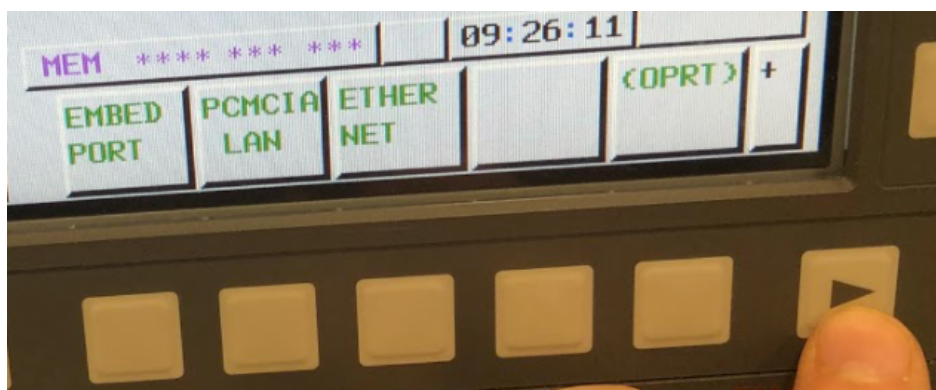 MEM **** *** ***
09:26:11
EMBED PORT
PCMCIA LAN
ETHER NET
(OPRT)
+